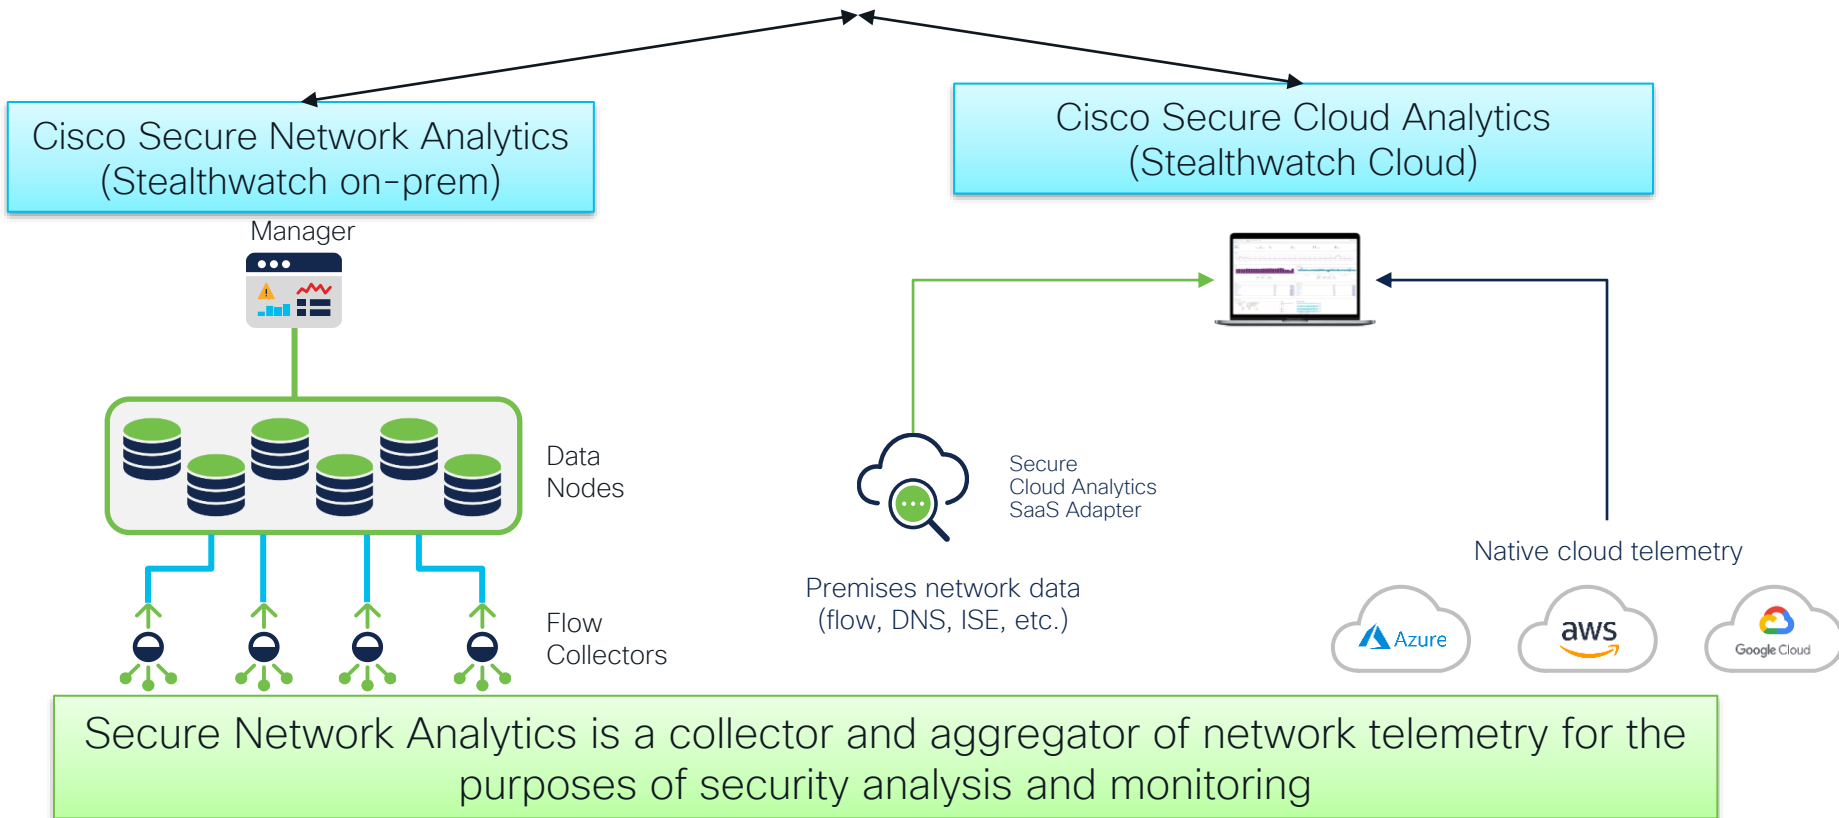 Cisco Secure Network Analytics
(Stealthwatch on-prem)
Cisco Secure Cloud Analytics
(Stealthwatch Cloud)
Manager
Data
Nodes
Secure
Cloud Analytics
SaaS Adapter
Native cloud telemetry
Premises network data
(flow, DNS, ISE, etc.)
Flow
Collectors
Azure
aws
Google Cloud
Secure Network Analytics is a collector and aggregator of network telemetry for the
purposes of security analysis and monitoring